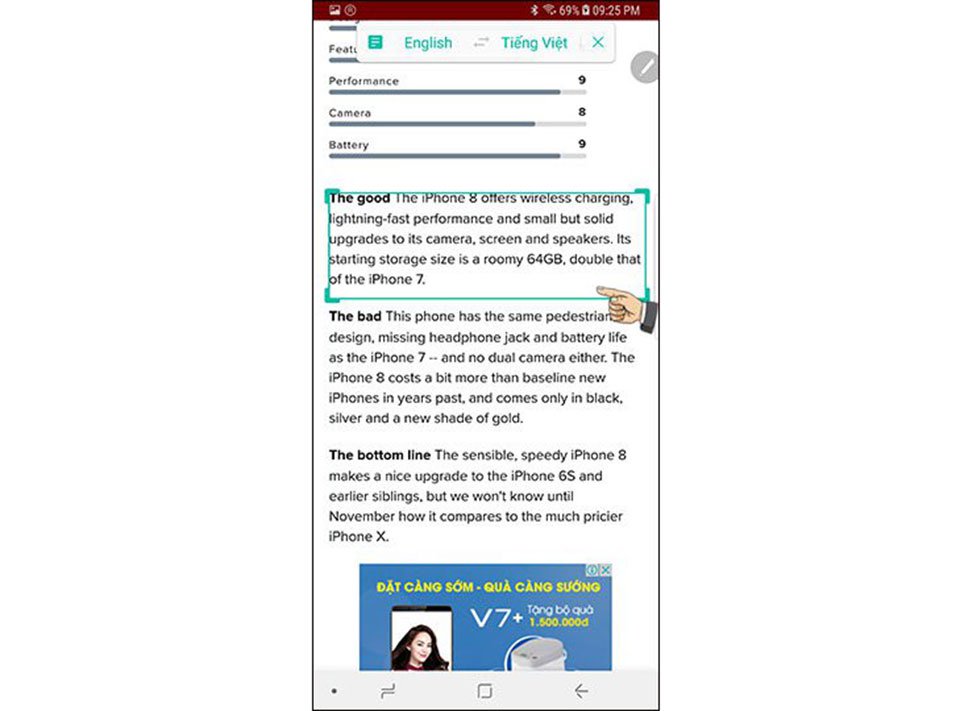 69% 09:25 PM
English Tiếng Việt
Performance 9
Camera 8
Battery 9
The good The iPhone 8 offers wireless charging,
lightning-fast performance and small but solid
upgrades to its camera, screen and speakers. Its
starting storage size is a roomy 64GB, double that
of the iPhone 7.
The bad This phone has the same pedestrian
design, missing headphone jack and battery life
as the iPhone 7 -- and no dual camera either. The
iPhone 8 costs a bit more than baseline new
iPhones in years past, and comes only in black,
silver and a new shade of gold.
The bottom line The sensible, speedy iPhone 8
makes a nice upgrade to the iPhone 6S and
earlier siblings, but we won't know until
November how it compares to the much pricier
iPhone X.
ĐẶT CÀNG SỚM - QUÀ CÀNG SƯỚNG
V7+ Tặng bộ quà
1.500.000đ